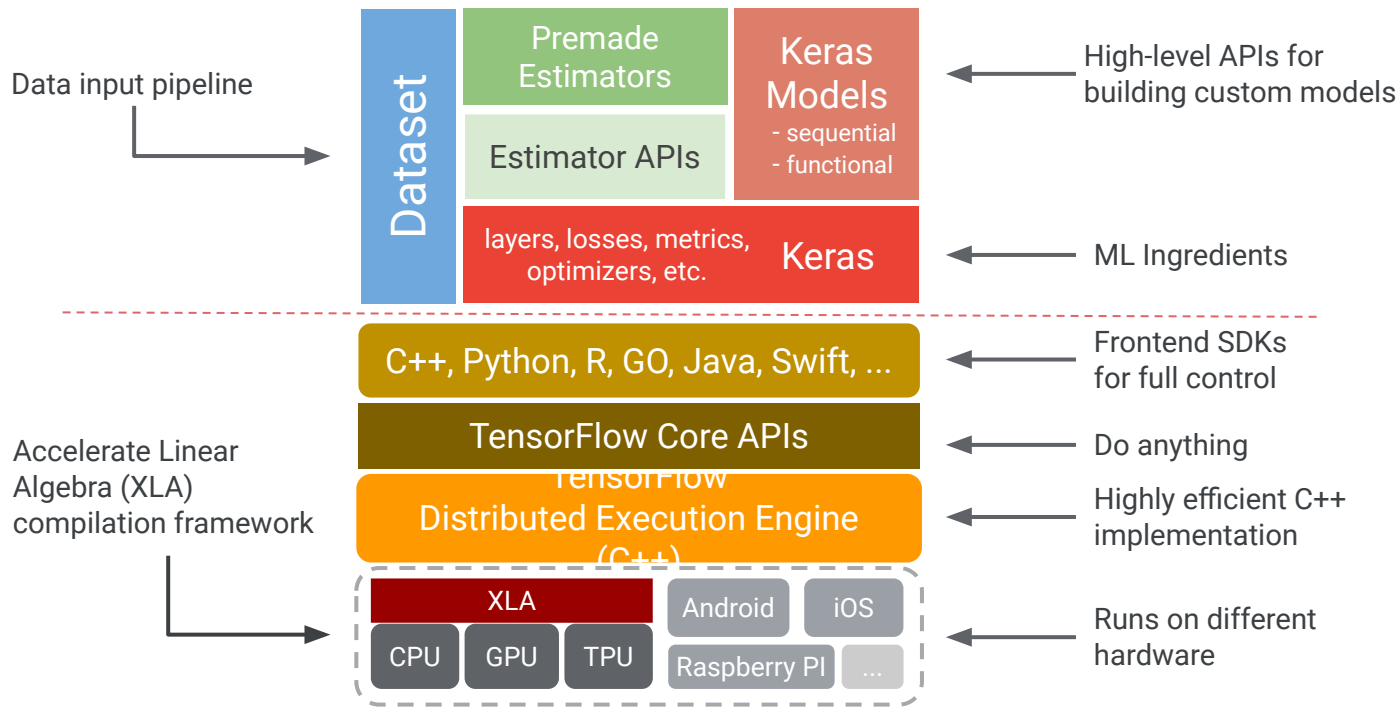 Data input pipeline
Dataset
Premade
Estimators
Estimator APIs
Keras
Models
- sequential
- functional
High-level APIs for
building custom models
layers, losses, metrics,
optimizers, etc.
Keras
ML Ingredients
C++, Python, R, GO, Java, Swift, ...
Frontend SDKs
for full control
TensorFlow Core APIs
Do anything
Accelerate Linear
Algebra (XLA)
compilation framework
TensorFlow
Distributed Execution Engine
(C++)
Highly efficient C++
implementation
XLA
CPU
GPU
TPU
Android
iOS
Raspberry PI
...
Runs on different
hardware